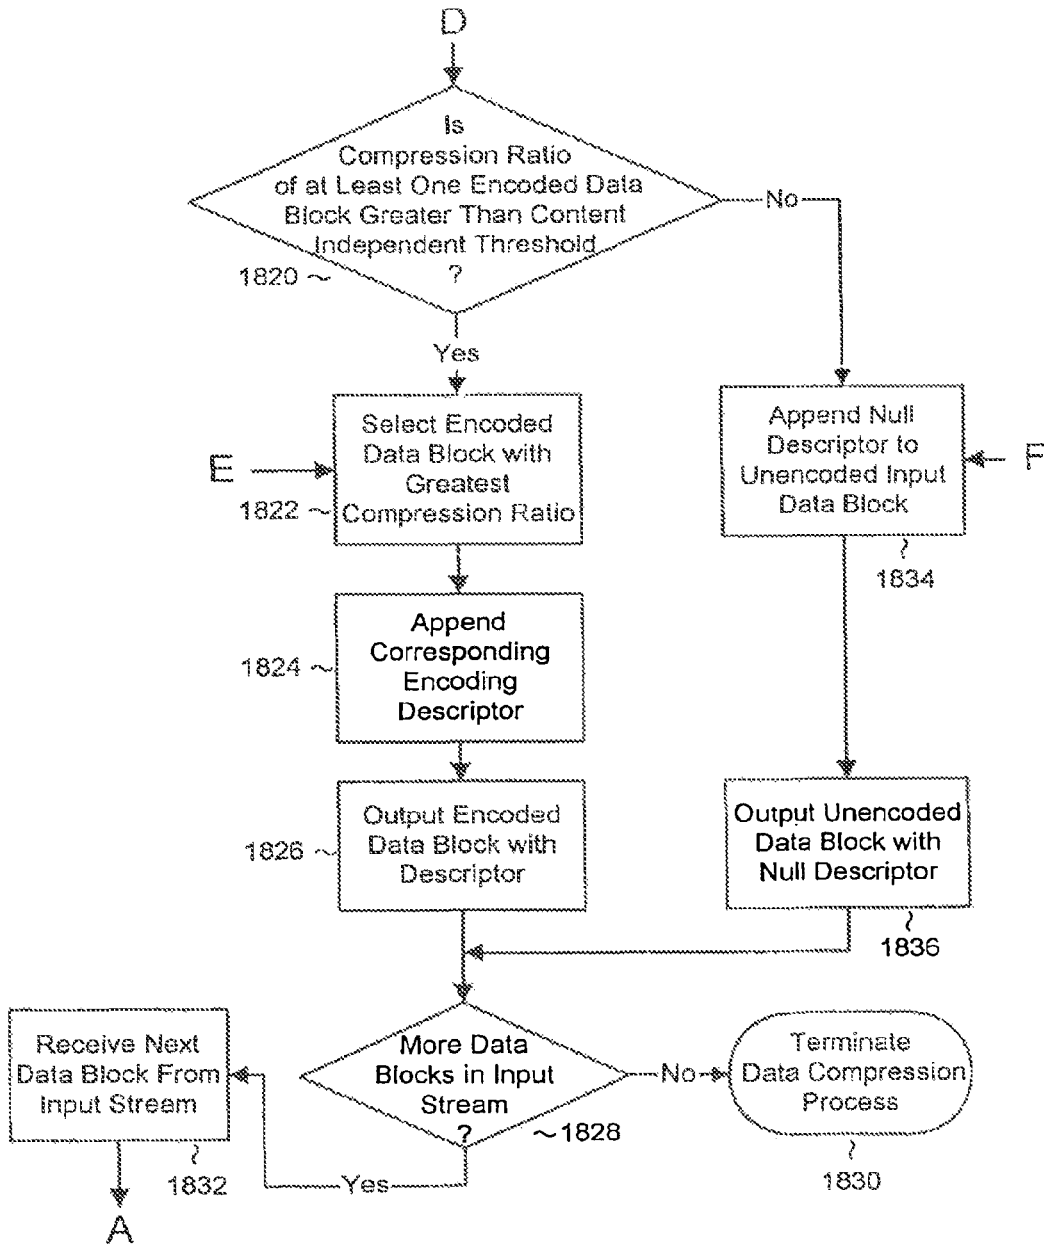 D
Is
Compression Ratio
of at Least One Encoded Data
Block Greater Than Content
Independent Threshold
?
1820
No
Yes
E
Select Encoded
Data Block with
Greatest
Compression Ratio
1822
Append Null
Descriptor to
Unencoded Input
Data Block
F
1834
Append
Corresponding
Encoding
Descriptor
1824
Output Encoded
Data Block with
Descriptor
1826
Output Unencoded
Data Block with
Null Descriptor
1836
Receive Next
Data Block From
Input Stream
1832
A
More Data
Blocks in Input
Stream
?
1828
Yes
No
Terminate
Data Compression
Process
1830